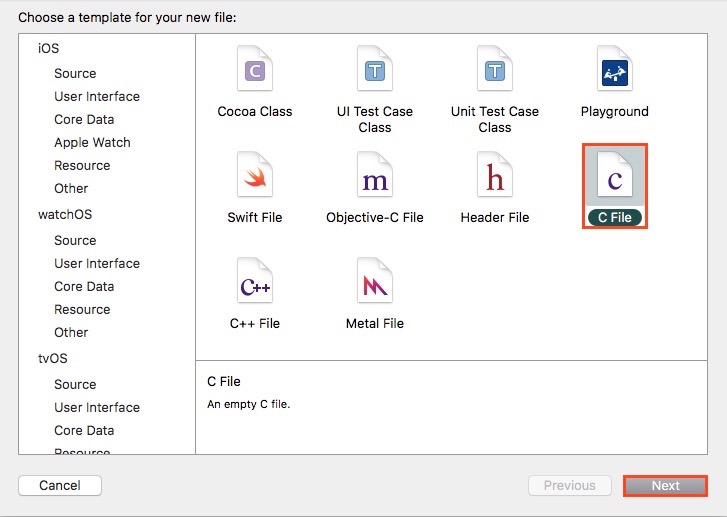 Choose a template for your new file:
iOS
Source
User Interface
Core Data
Apple Watch
Resource
Other
watchOS
Source
User Interface
Core Data
Resource
Other
tvOS
Source
User Interface
Core Data
Resource
C
Cocoa Class
T
UI Test Case
Class
T
Unit Test Case
Class
Playground
Swift File
m
Objective-C File
h
Header File
c
C File
C++
C++ File
Metal File
C File
An empty C file.
Cancel
Previous
Next